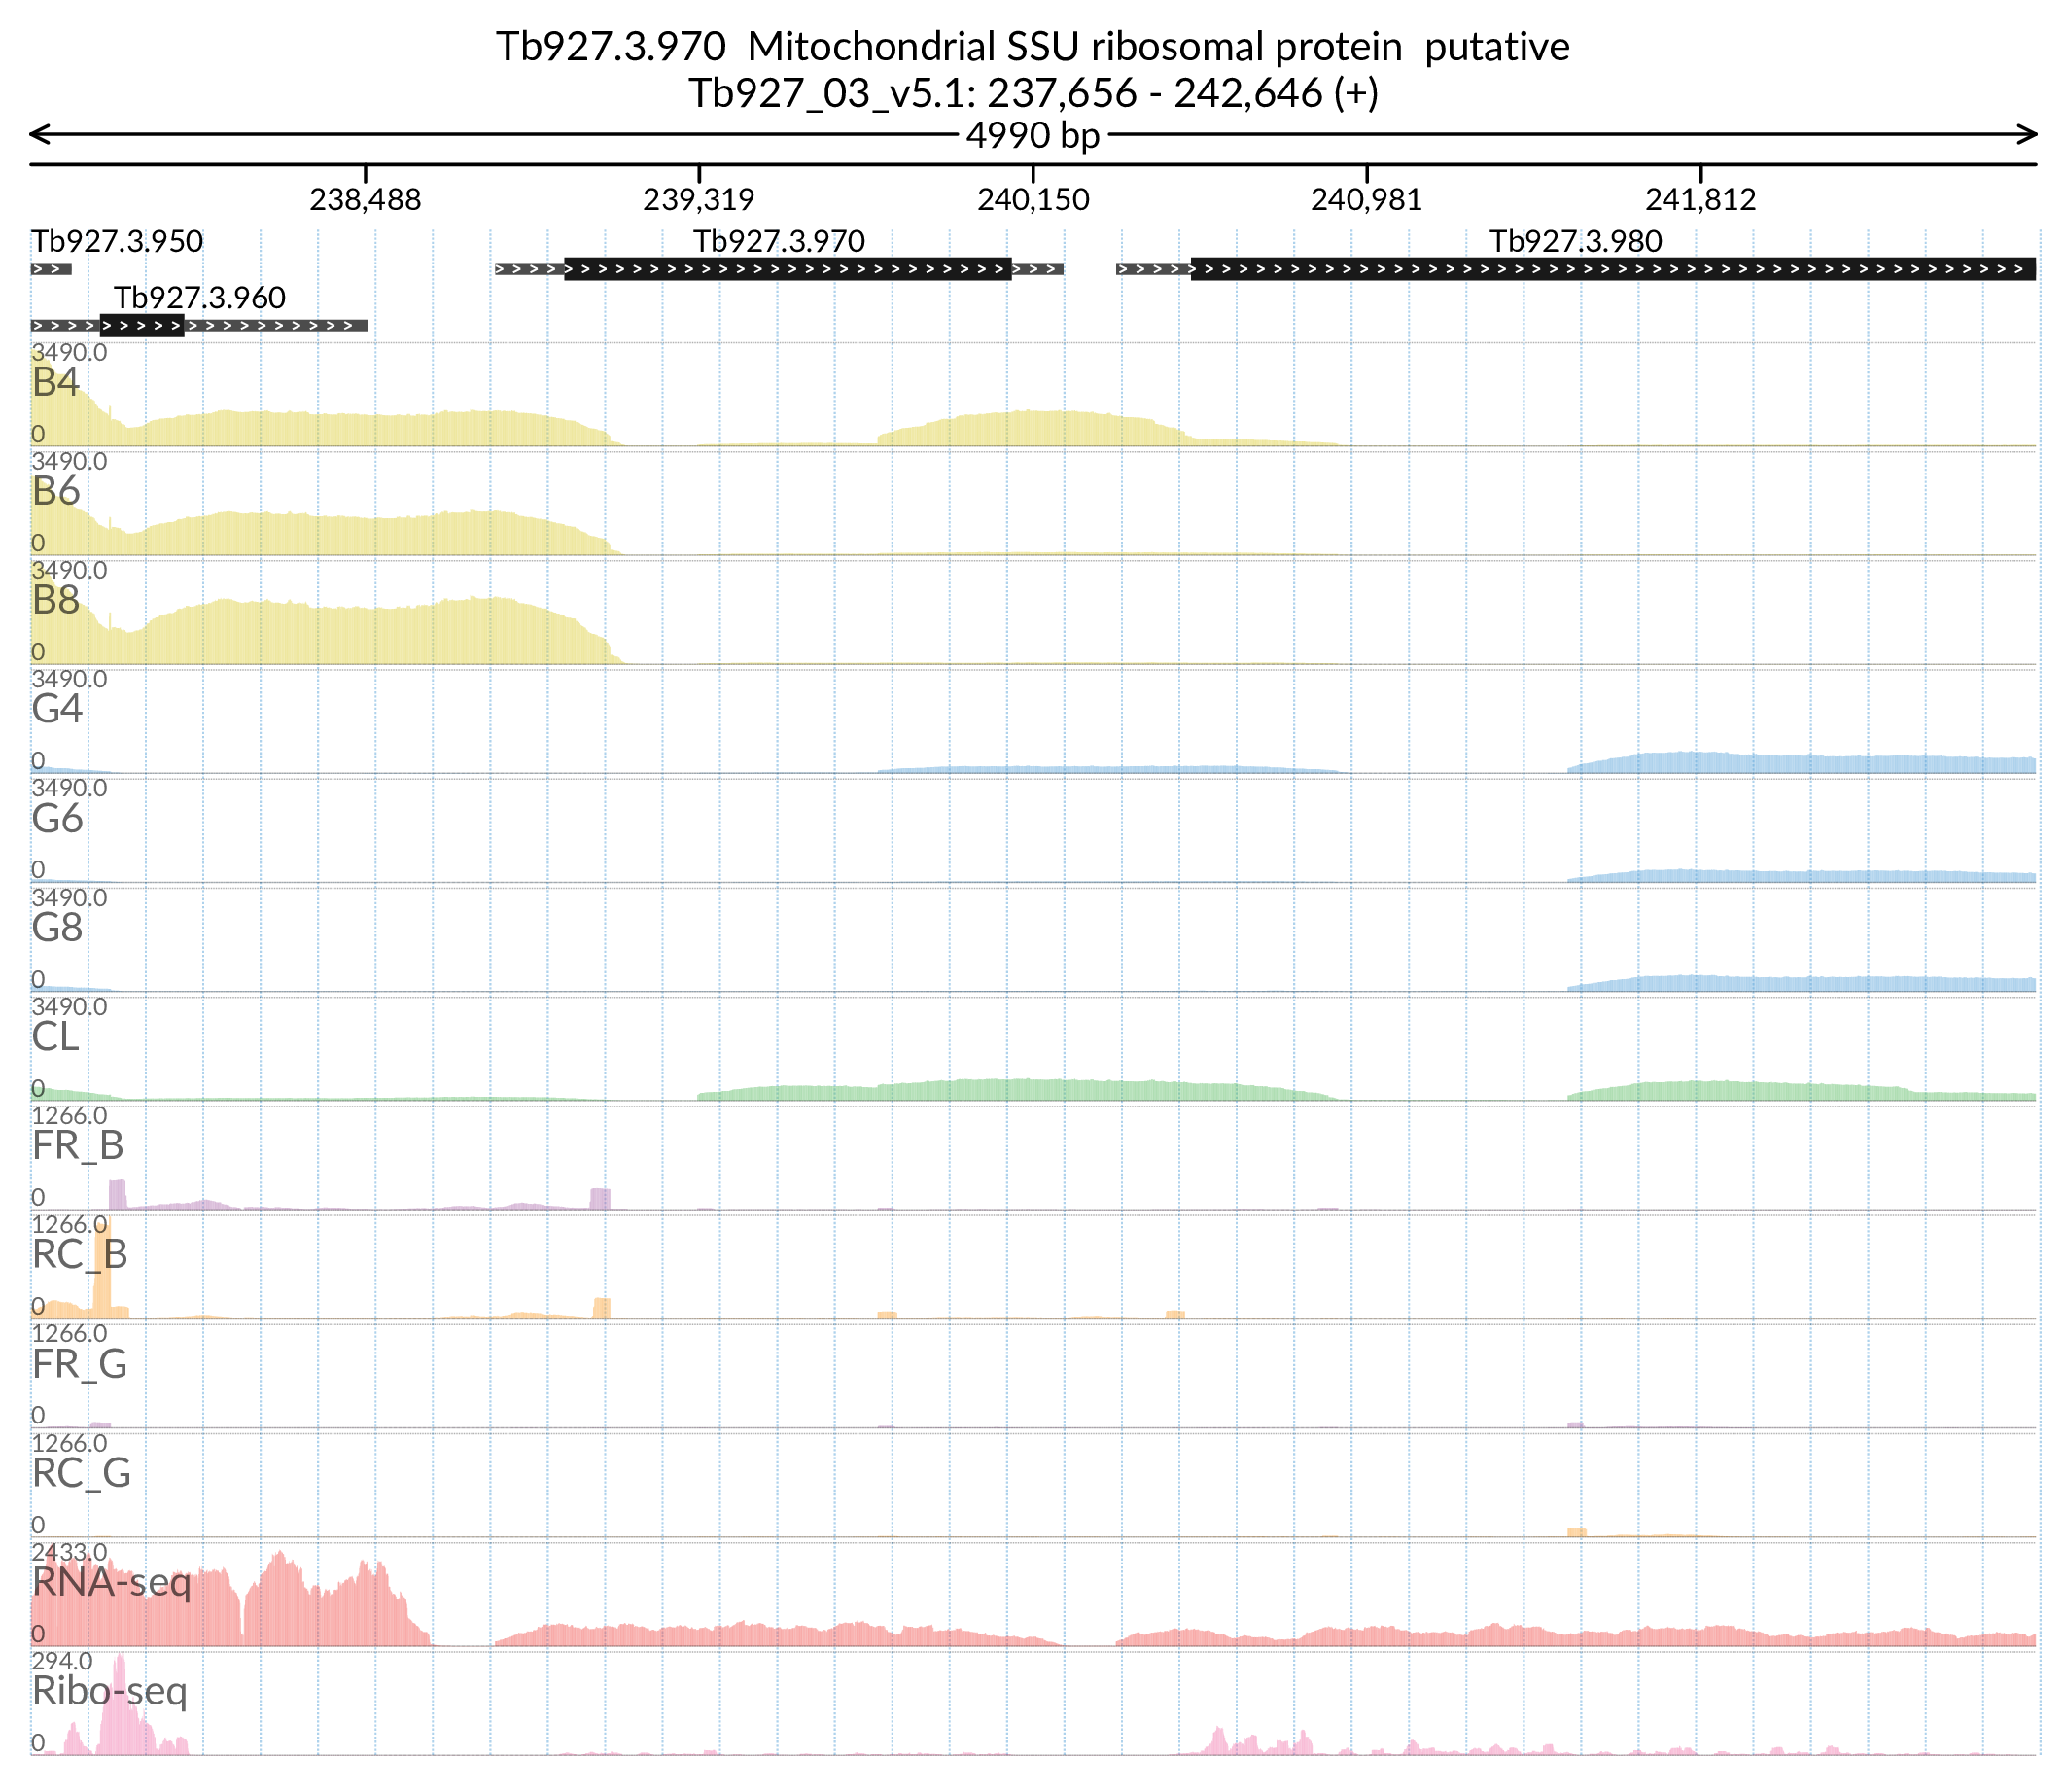 Tb927.3.970  Mitochondrial SSU ribosomal protein  putative
Tb927_03_v5.1: 237,656 - 242,646 (+)
4990 bp
238,488 239,319 240,150 240,981 241,812
Tb927.3.950 Tb927.3.970 Tb927.3.980
Tb927.3.960
3490.0
B4
0
3490.0
B6
0
3490.0
B8
0
3490.0
G4
0
3490.0
G6
0
3490.0
G8
0
3490.0
CL
0
1266.0
FR_B
0
1266.0
RC_B
0
1266.0
FR_G
0
1266.0
RC_G
0
2433.0
RNA-seq
0
294.0
Ribo-seq
0